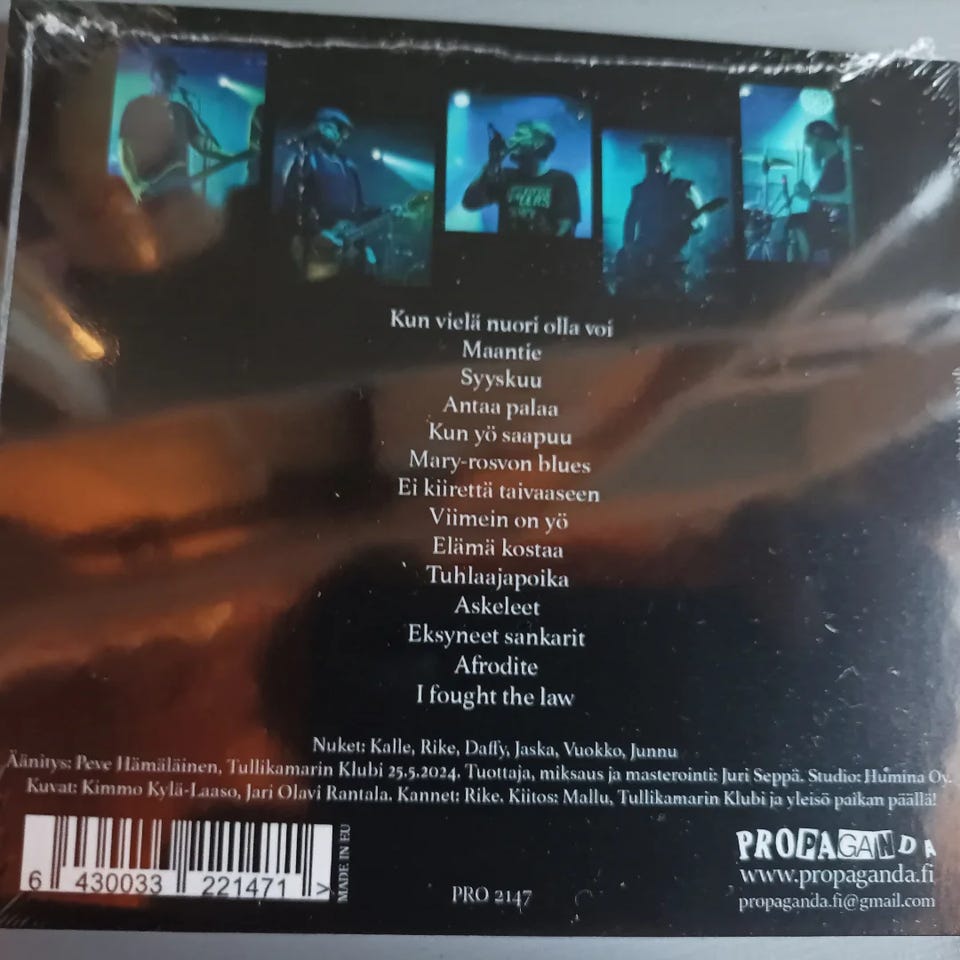 Kun vielä nuori olla voi
Maantie
Syyskuu
Antaa palaa
Kun yö saapuu
Mary-rosvon blues
Ei kiirettä taivaaseen
Viimein on yö
Elämä kostaa
Tuhlaajapoika
Askeleet
Eksyneet sankarit
Afrodite
I fought the law
Nuket: Kalle, Rike, Daffy, Jaska, Vuokko, Junnu
Äänitys: Peve Hämäläinen, Tullikamarin Klubi 25.5.2024. Tuottaja, miksaus ja masterointi: Juri Seppä. Studio: Humina Oy.
Kuvat: Kimmo Kylä-Laaso, Jari Olavi Rantala. Kannet: Rike. Kiitos: Mallu, Tullikamarin Klubi ja yleisö paikan päällä!
6 430033 221471 >
MADE IN EU
PRO 2147
PROPAGANDA
www.propaganda.fi
propaganda.fi@gmail.com